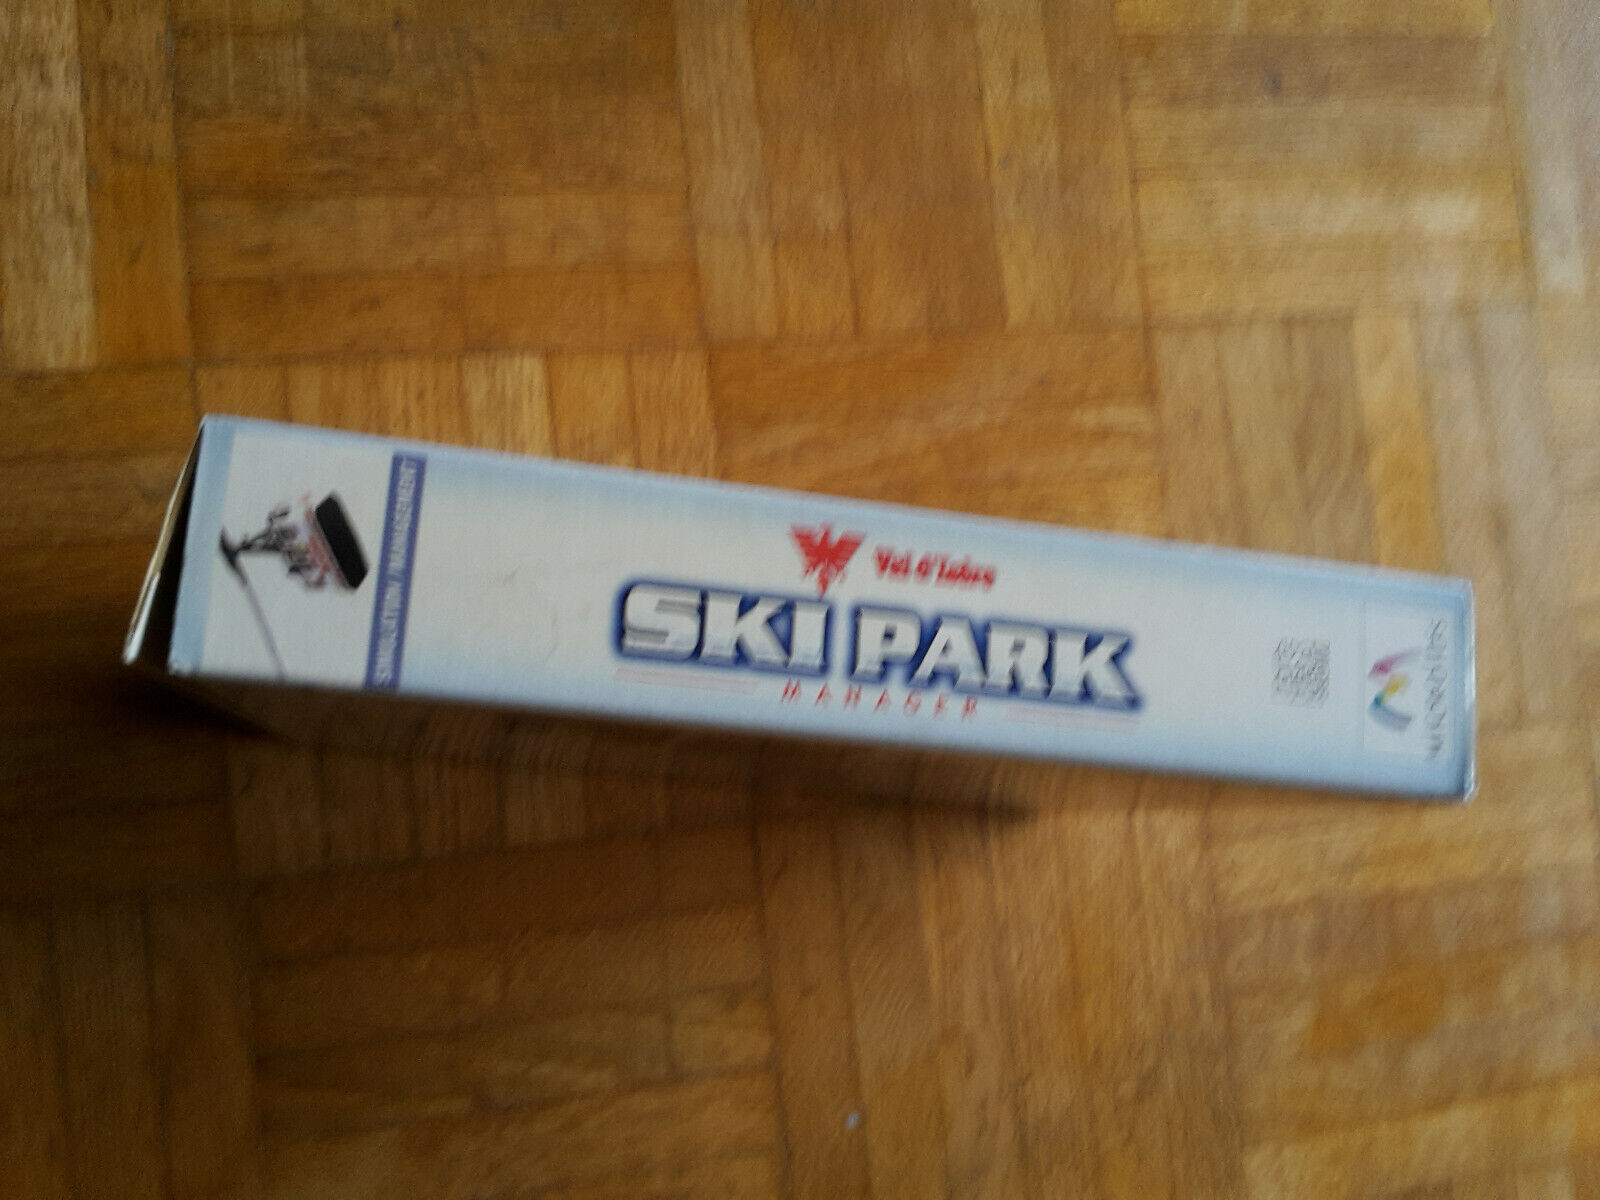 SIMULATION / MANAGEMENT
Val d'Isère
SKI PARK
MANAGER